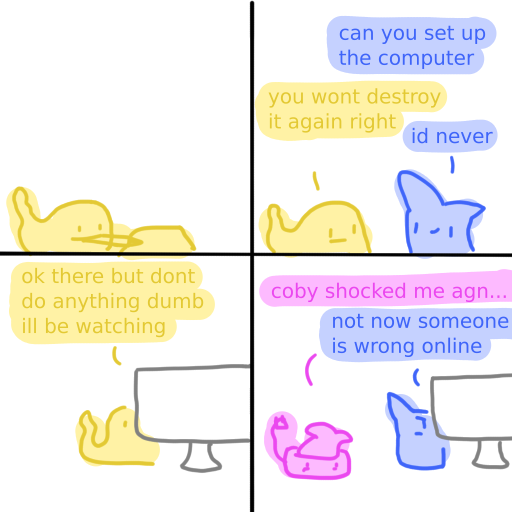 can you set up
the computer
you wont destroy
it again right
id never
ok there but dont
do anything dumb
ill be watching
coby shocked me agn...
not now someone
is wrong online